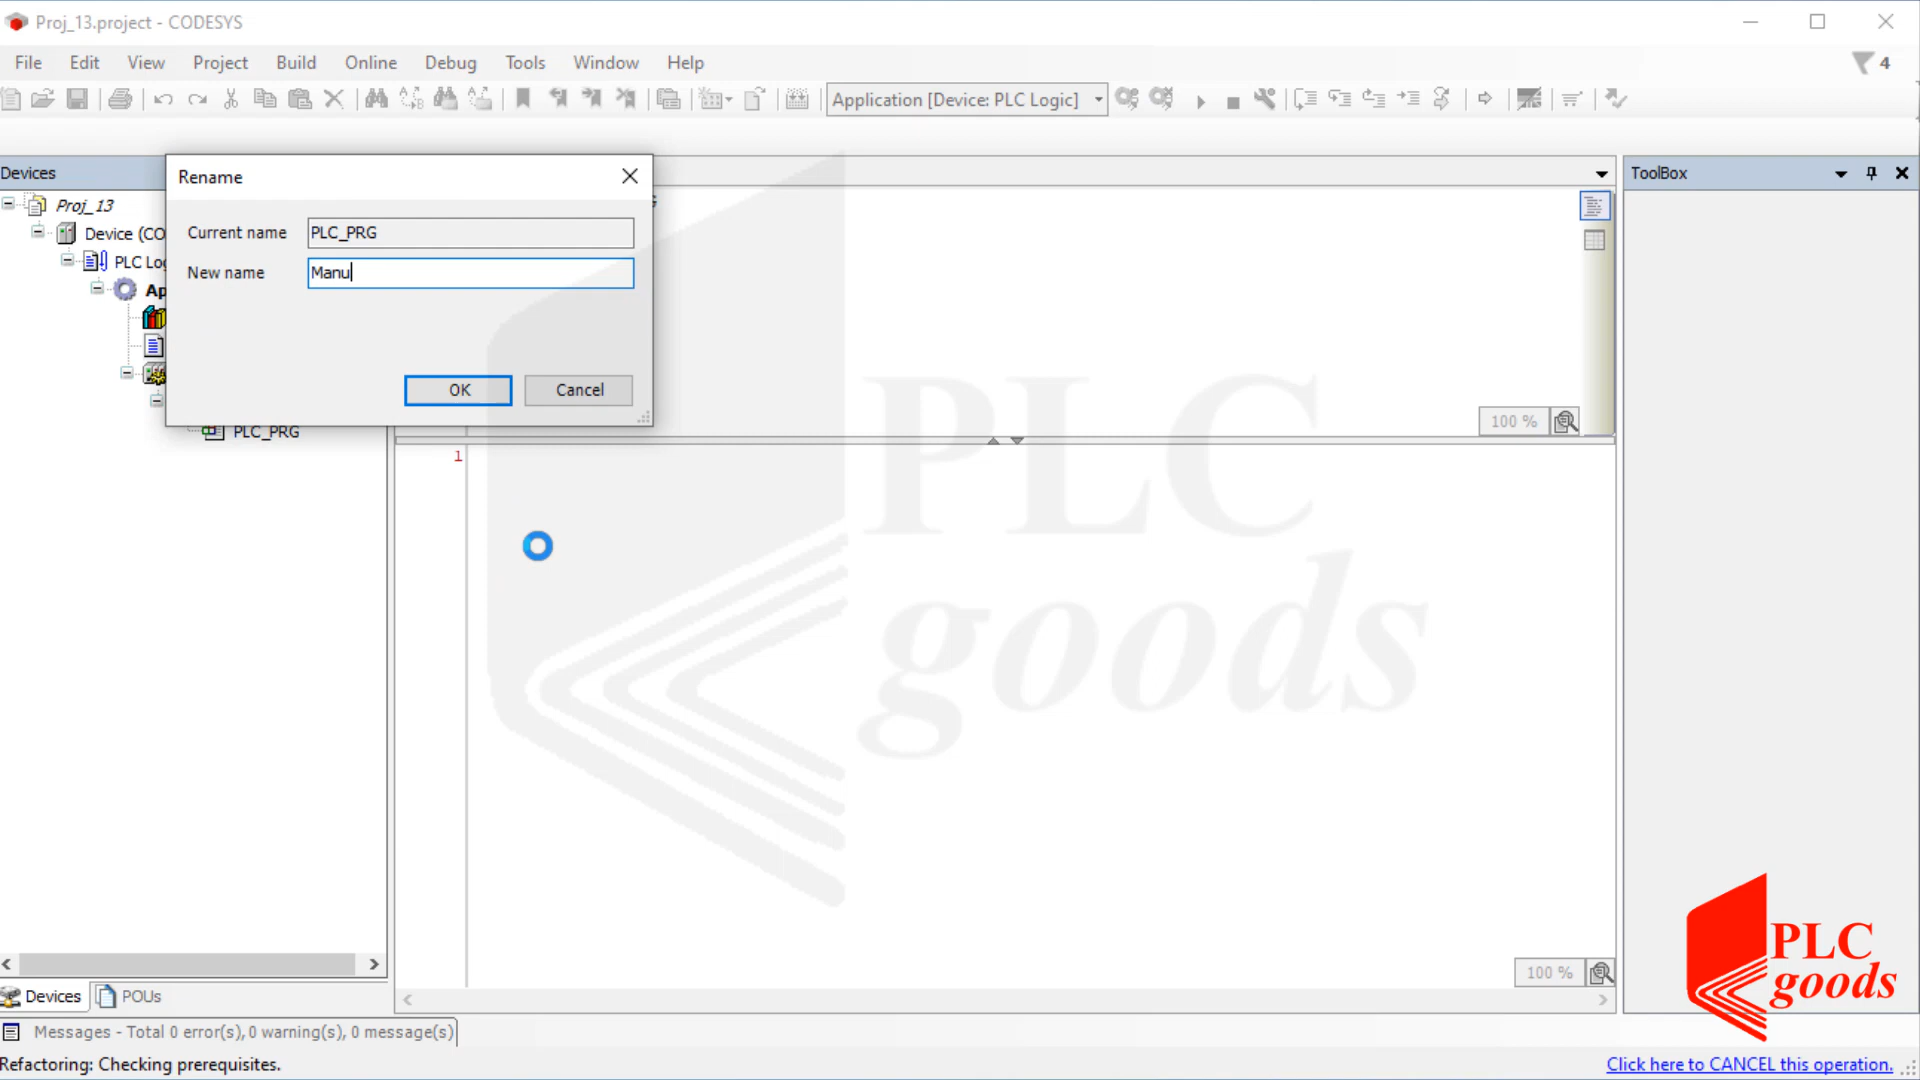 Proj_13.project - CODESYS
File Edit View Project Build Online Debug Tools Window Help
4
Application [Device: PLC Logic]
Devices
Rename
ToolBox
Proj_13
Current name PLC_PRG
Device (CO
New name Manu
PLC Log
Ap
OK Cancel
100 %
PLC_PRG
1
PLC
goods
PLC
goods
100 %
Devices POUs
Messages - Total 0 error(s), 0 warning(s), 0 message(s)
Refactoring: Checking prerequisites.
Click here to CANCEL this operation.